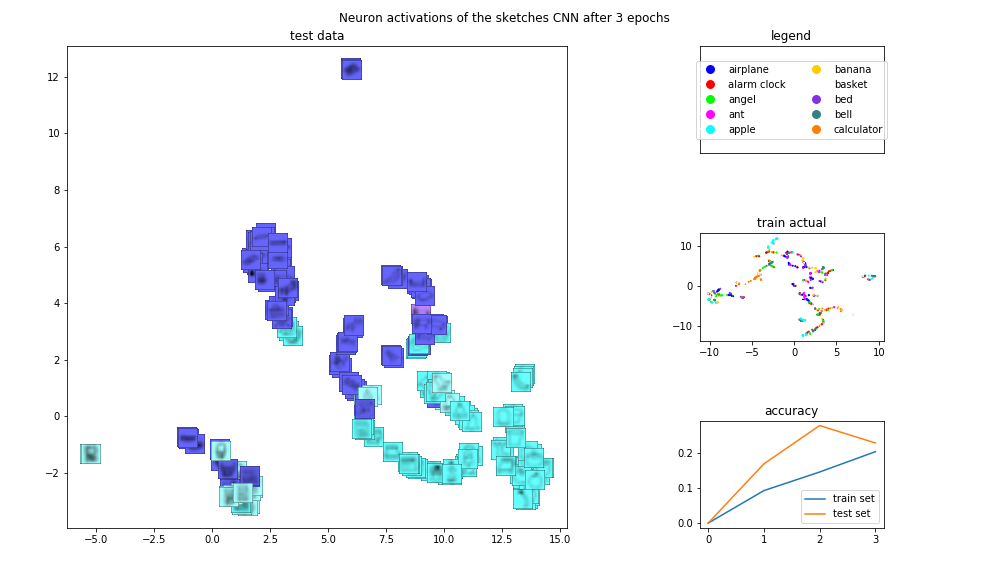 Neuron activations of the sketches CNN after 3 epochs
test data
12
10
8
6
4
2
0
−2
−5.0 −2.5 0.0 2.5 5.0 7.5 10.0 12.5 15.0
legend
airplane banana
alarm clock basket
angel bed
ant bell
apple calculator
train actual
10
0
−10
−10 −5 0 5 10
accuracy
0.2
0.1
0.0
train set
test set
0 1 2 3